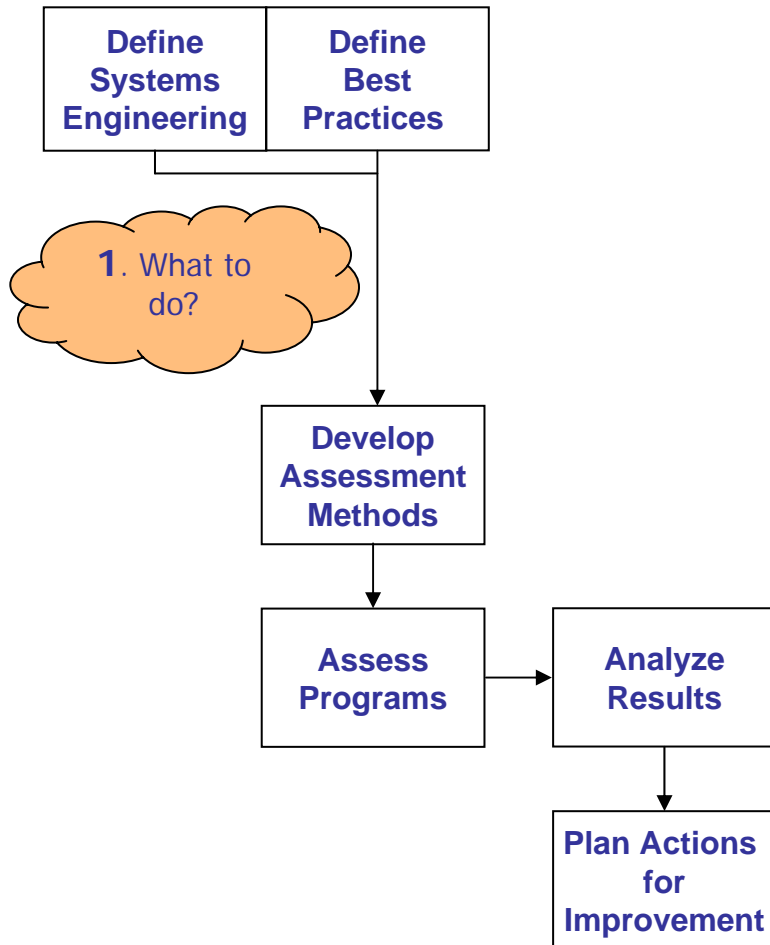 Define
Systems
Engineering
Define
Best
Practices
1. What to
do?
Develop
Assessment
Methods
Assess
Programs
Analyze
Results
Plan Actions
for
Improvement